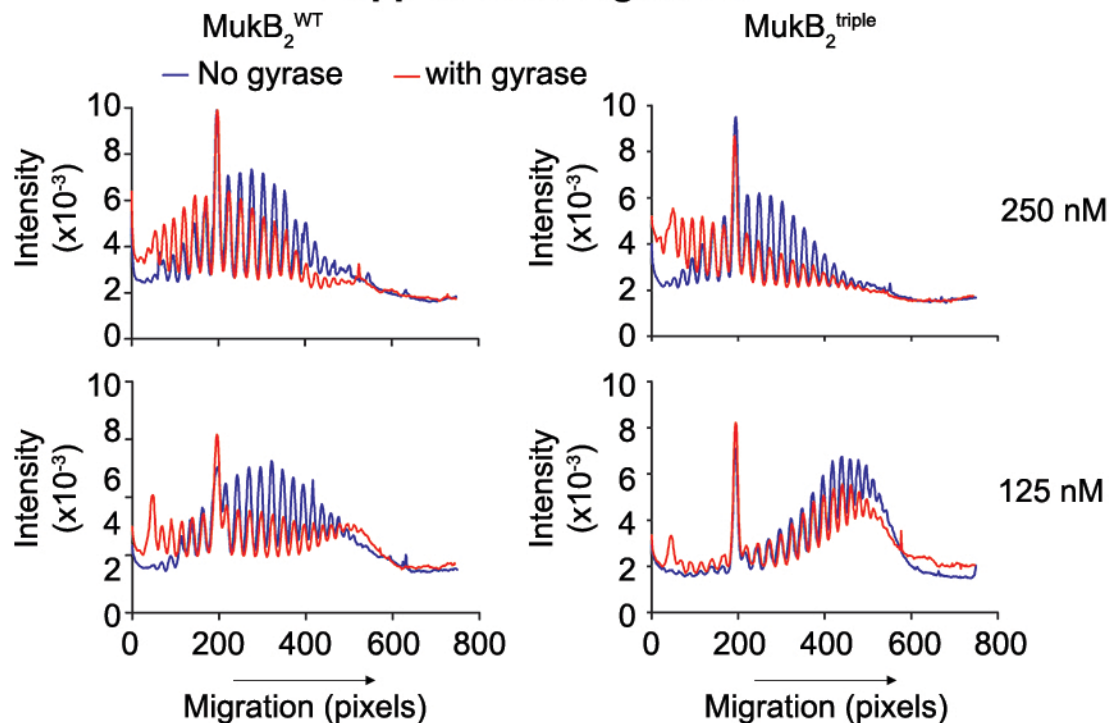 MukB₂ᵂᵀ
MukB₂ᵗʳⁱᵖˡᵉ
No gyrase
with gyrase
Intensity
(x10⁻³)
10
8
6
4
2
0
Intensity
(x10⁻³)
10
8
6
4
2
0
250 nM
Intensity
(x10⁻³)
10
8
6
4
2
0
0 200 400 600 800
Migration (pixels)
Intensity
(x10⁻³)
10
8
6
4
2
0
0 200 400 600 800
Migration (pixels)
125 nM